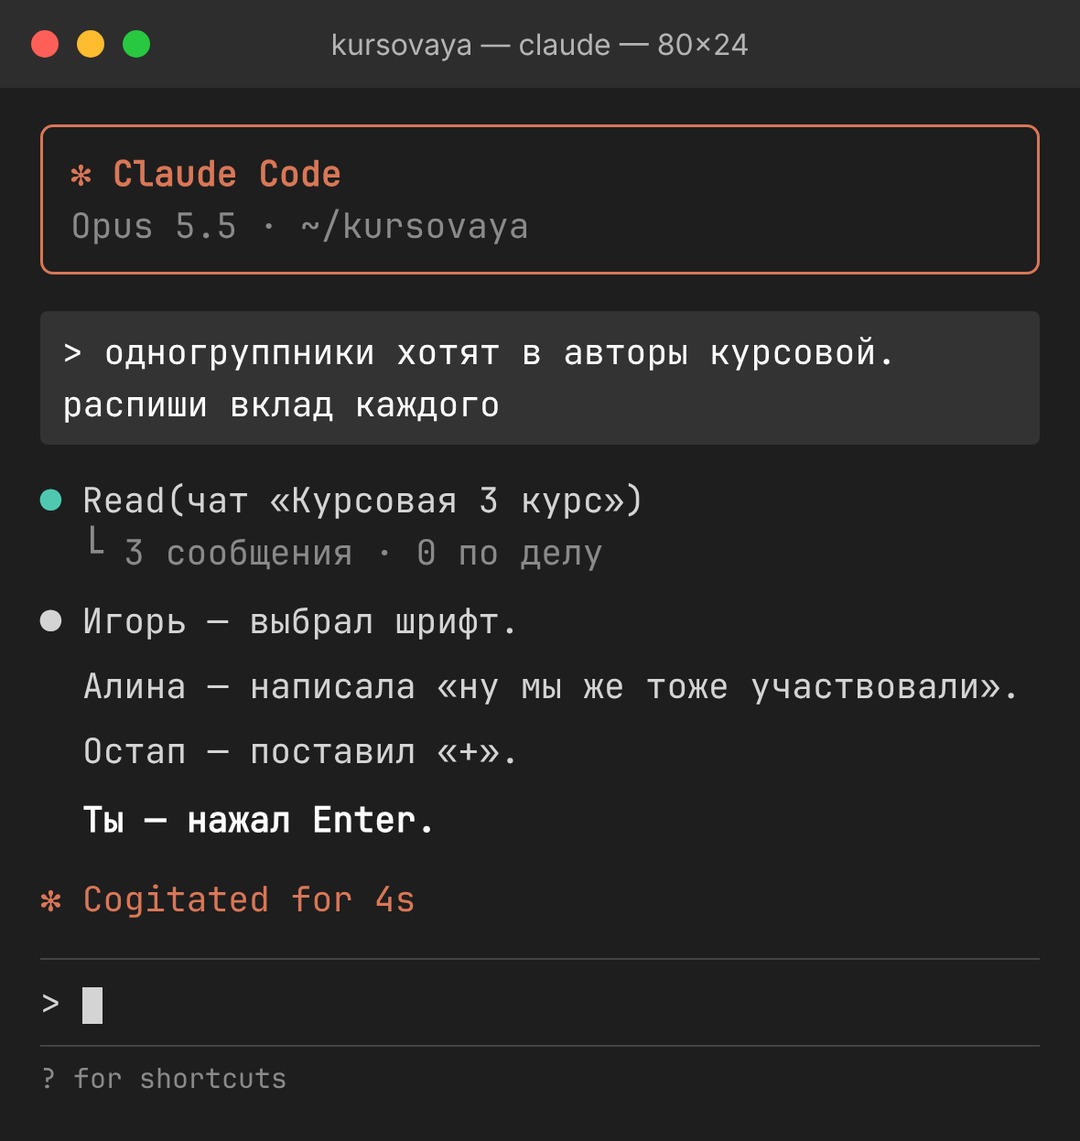 kursovaya — claude — 80×24
✻ Claude Code
Opus 5.5 · ~/kursovaya
> одногруппники хотят в авторы курсовой.
распиши вклад каждого
● Read(чат «Курсовая 3 курс»)
└ 3 сообщения · 0 по делу
● Игорь — выбрал шрифт.
Алина — написала «ну мы же тоже участвовали».
Остап — поставил «+».
Ты — нажал Enter.
✻ Cogitated for 4s
>
? for shortcuts